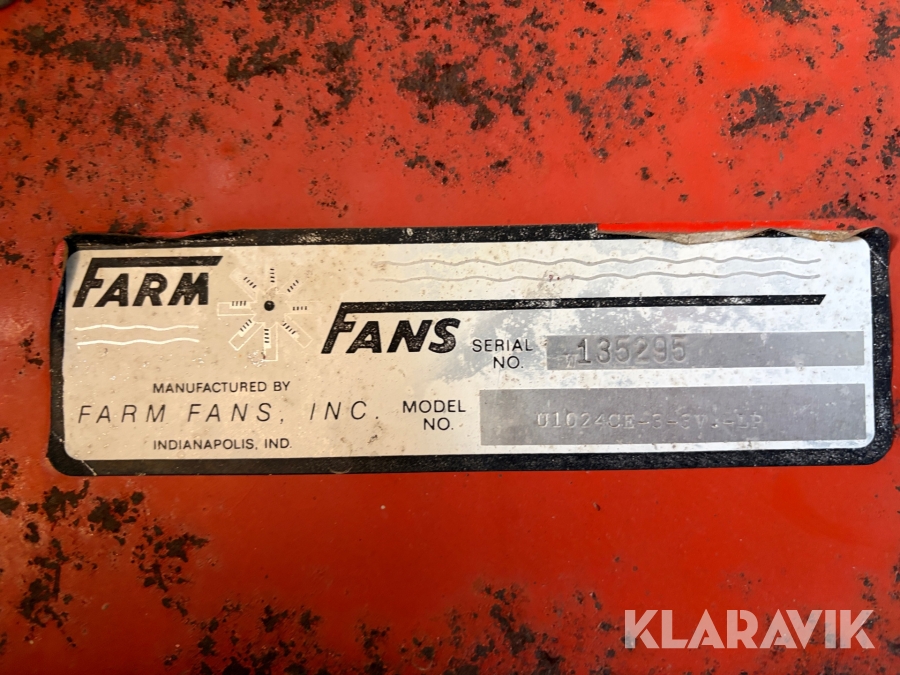 FARM
FANS
SERIAL NO. 135295
MANUFACTURED BY
FARM FANS, INC.
INDIANAPOLIS, IND.
MODEL NO.
KLARAVIK